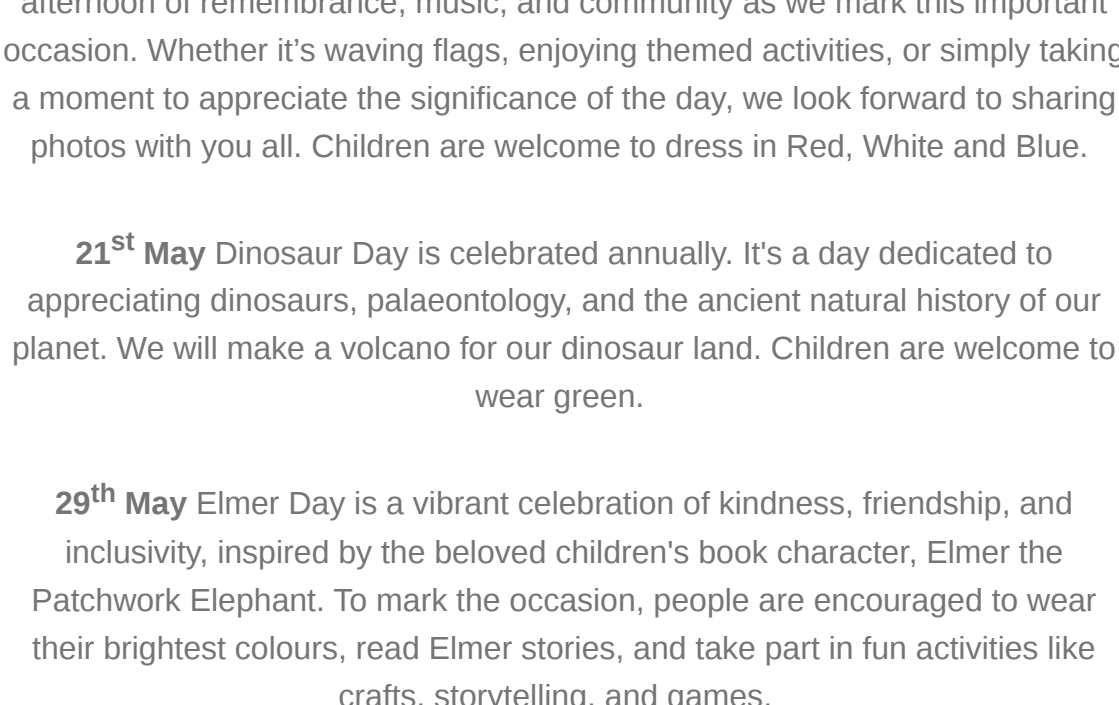 afternoon of remembrance, music, and community as we mark this important
occasion. Whether it’s waving flags, enjoying themed activities, or simply taking
a moment to appreciate the significance of the day, we look forward to sharing
photos with you all. Children are welcome to dress in Red, White and Blue.
21st May Dinosaur Day is celebrated annually. It's a day dedicated to
appreciating dinosaurs, palaeontology, and the ancient natural history of our
planet. We will make a volcano for our dinosaur land. Children are welcome to
wear green.
29th May Elmer Day is a vibrant celebration of kindness, friendship, and
inclusivity, inspired by the beloved children's book character, Elmer the
Patchwork Elephant. To mark the occasion, people are encouraged to wear
their brightest colours, read Elmer stories, and take part in fun activities like
crafts, storytelling, and games.